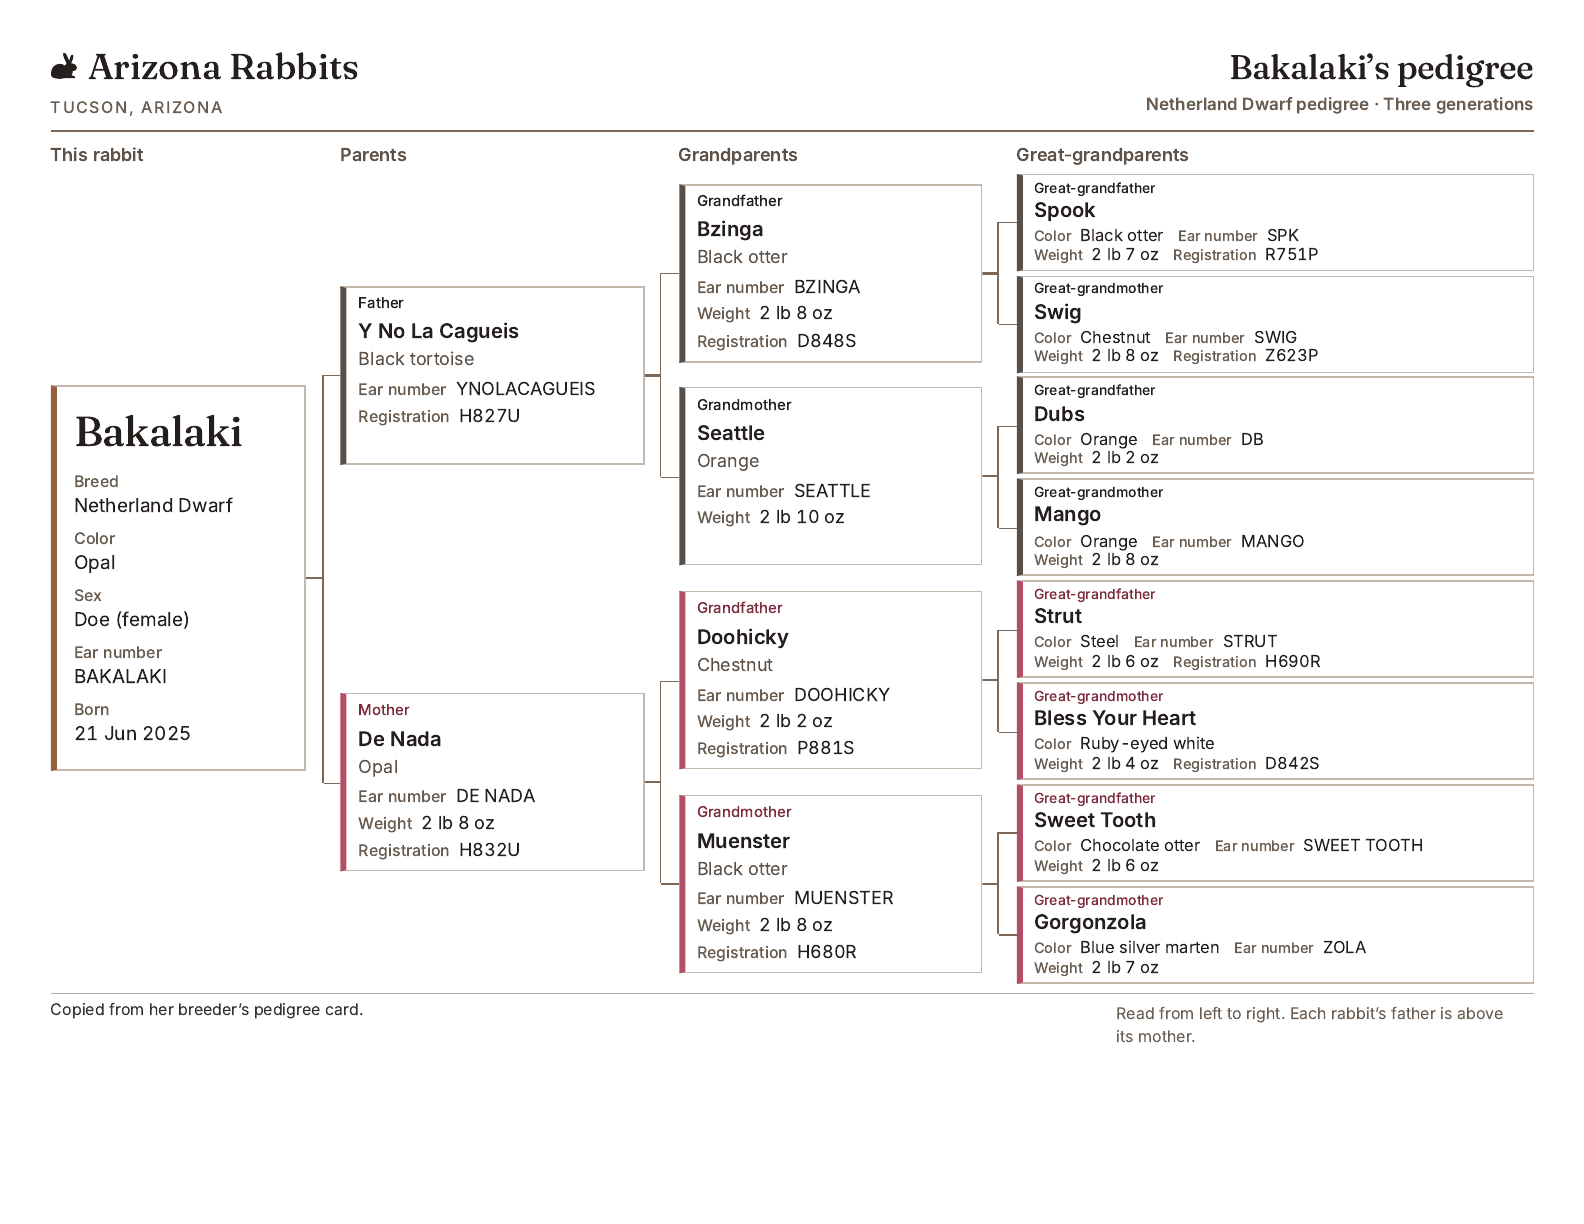 Arizona Rabbits
TUCSON, ARIZONA
Bakalaki’s pedigree
Netherland Dwarf pedigree · Three generations
This rabbit
Parents
Grandparents
Great-grandparents
Bakalaki
Breed
Netherland Dwarf
Color
Opal
Sex
Doe (female)
Ear number
BAKALAKI
Born
21 Jun 2025
Father
Y No La Cagueis
Black tortoise
Ear number YNOLACAGUEIS
Registration H827U
Mother
De Nada
Opal
Ear number DE NADA
Weight 2 lb 8 oz
Registration H832U
Grandfather
Bzinga
Black otter
Ear number BZINGA
Weight 2 lb 8 oz
Registration D848S
Grandmother
Seattle
Orange
Ear number SEATTLE
Weight 2 lb 10 oz
Grandfather
Doohicky
Chestnut
Ear number DOOHICKY
Weight 2 lb 2 oz
Registration P881S
Grandmother
Muenster
Black otter
Ear number MUENSTER
Weight 2 lb 8 oz
Registration H680R
Great-grandfather
Spook
Color Black otter Ear number SPK
Weight 2 lb 7 oz Registration R751P
Great-grandmother
Swig
Color Chestnut Ear number SWIG
Weight 2 lb 8 oz Registration Z623P
Great-grandfather
Dubs
Color Orange Ear number DB
Weight 2 lb 2 oz
Great-grandmother
Mango
Color Orange Ear number MANGO
Weight 2 lb 8 oz
Great-grandfather
Strut
Color Steel Ear number STRUT
Weight 2 lb 6 oz Registration H690R
Great-grandmother
Bless Your Heart
Color Ruby-eyed white
Weight 2 lb 4 oz Registration D842S
Great-grandfather
Sweet Tooth
Color Chocolate otter Ear number SWEET TOOTH
Weight 2 lb 6 oz
Great-grandmother
Gorgonzola
Color Blue silver marten Ear number ZOLA
Weight 2 lb 7 oz
Copied from her breeder’s pedigree card.
Read from left to right. Each rabbit’s father is above
its mother.